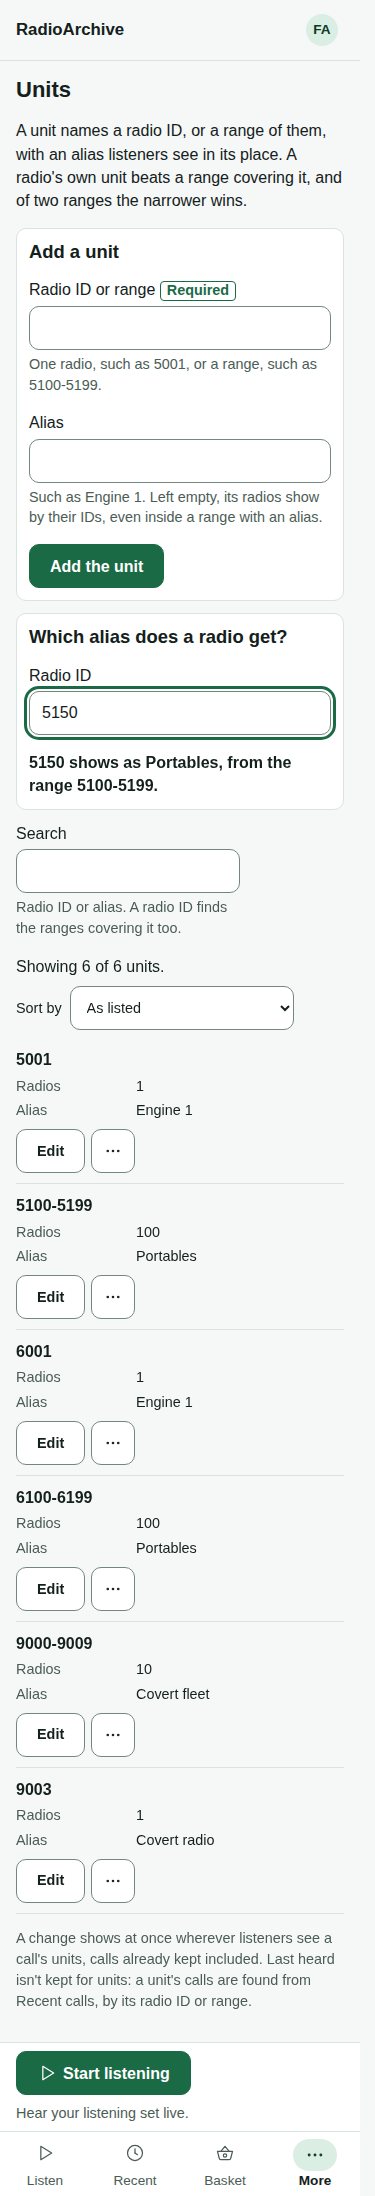 RadioArchive
FA
Units
A unit names a radio ID, or a range of them,
with an alias listeners see in its place. A
radio's own unit beats a range covering it, and
of two ranges the narrower wins.
Add a unit
Radio ID or range Required
One radio, such as 5001, or a range, such as
5100-5199.
Alias
Such as Engine 1. Left empty, its radios show
by their IDs, even inside a range with an alias.
Add the unit
Which alias does a radio get?
Radio ID
5150
5150 shows as Portables, from the
range 5100-5199.
Search
Radio ID or alias. A radio ID finds
the ranges covering it too.
Showing 6 of 6 units.
Sort by As listed
5001
Radios 1
Alias Engine 1
Edit ...
5100-5199
Radios 100
Alias Portables
Edit ...
6001
Radios 1
Alias Engine 1
Edit ...
6100-6199
Radios 100
Alias Portables
Edit ...
9000-9009
Radios 10
Alias Covert fleet
Edit ...
9003
Radios 1
Alias Covert radio
Edit ...
A change shows at once wherever listeners see a
call's units, calls already kept included. Last heard
isn't kept for units: a unit's calls are found from
Recent calls, by its radio ID or range.
Start listening
Hear your listening set live.
Listen Recent Basket More